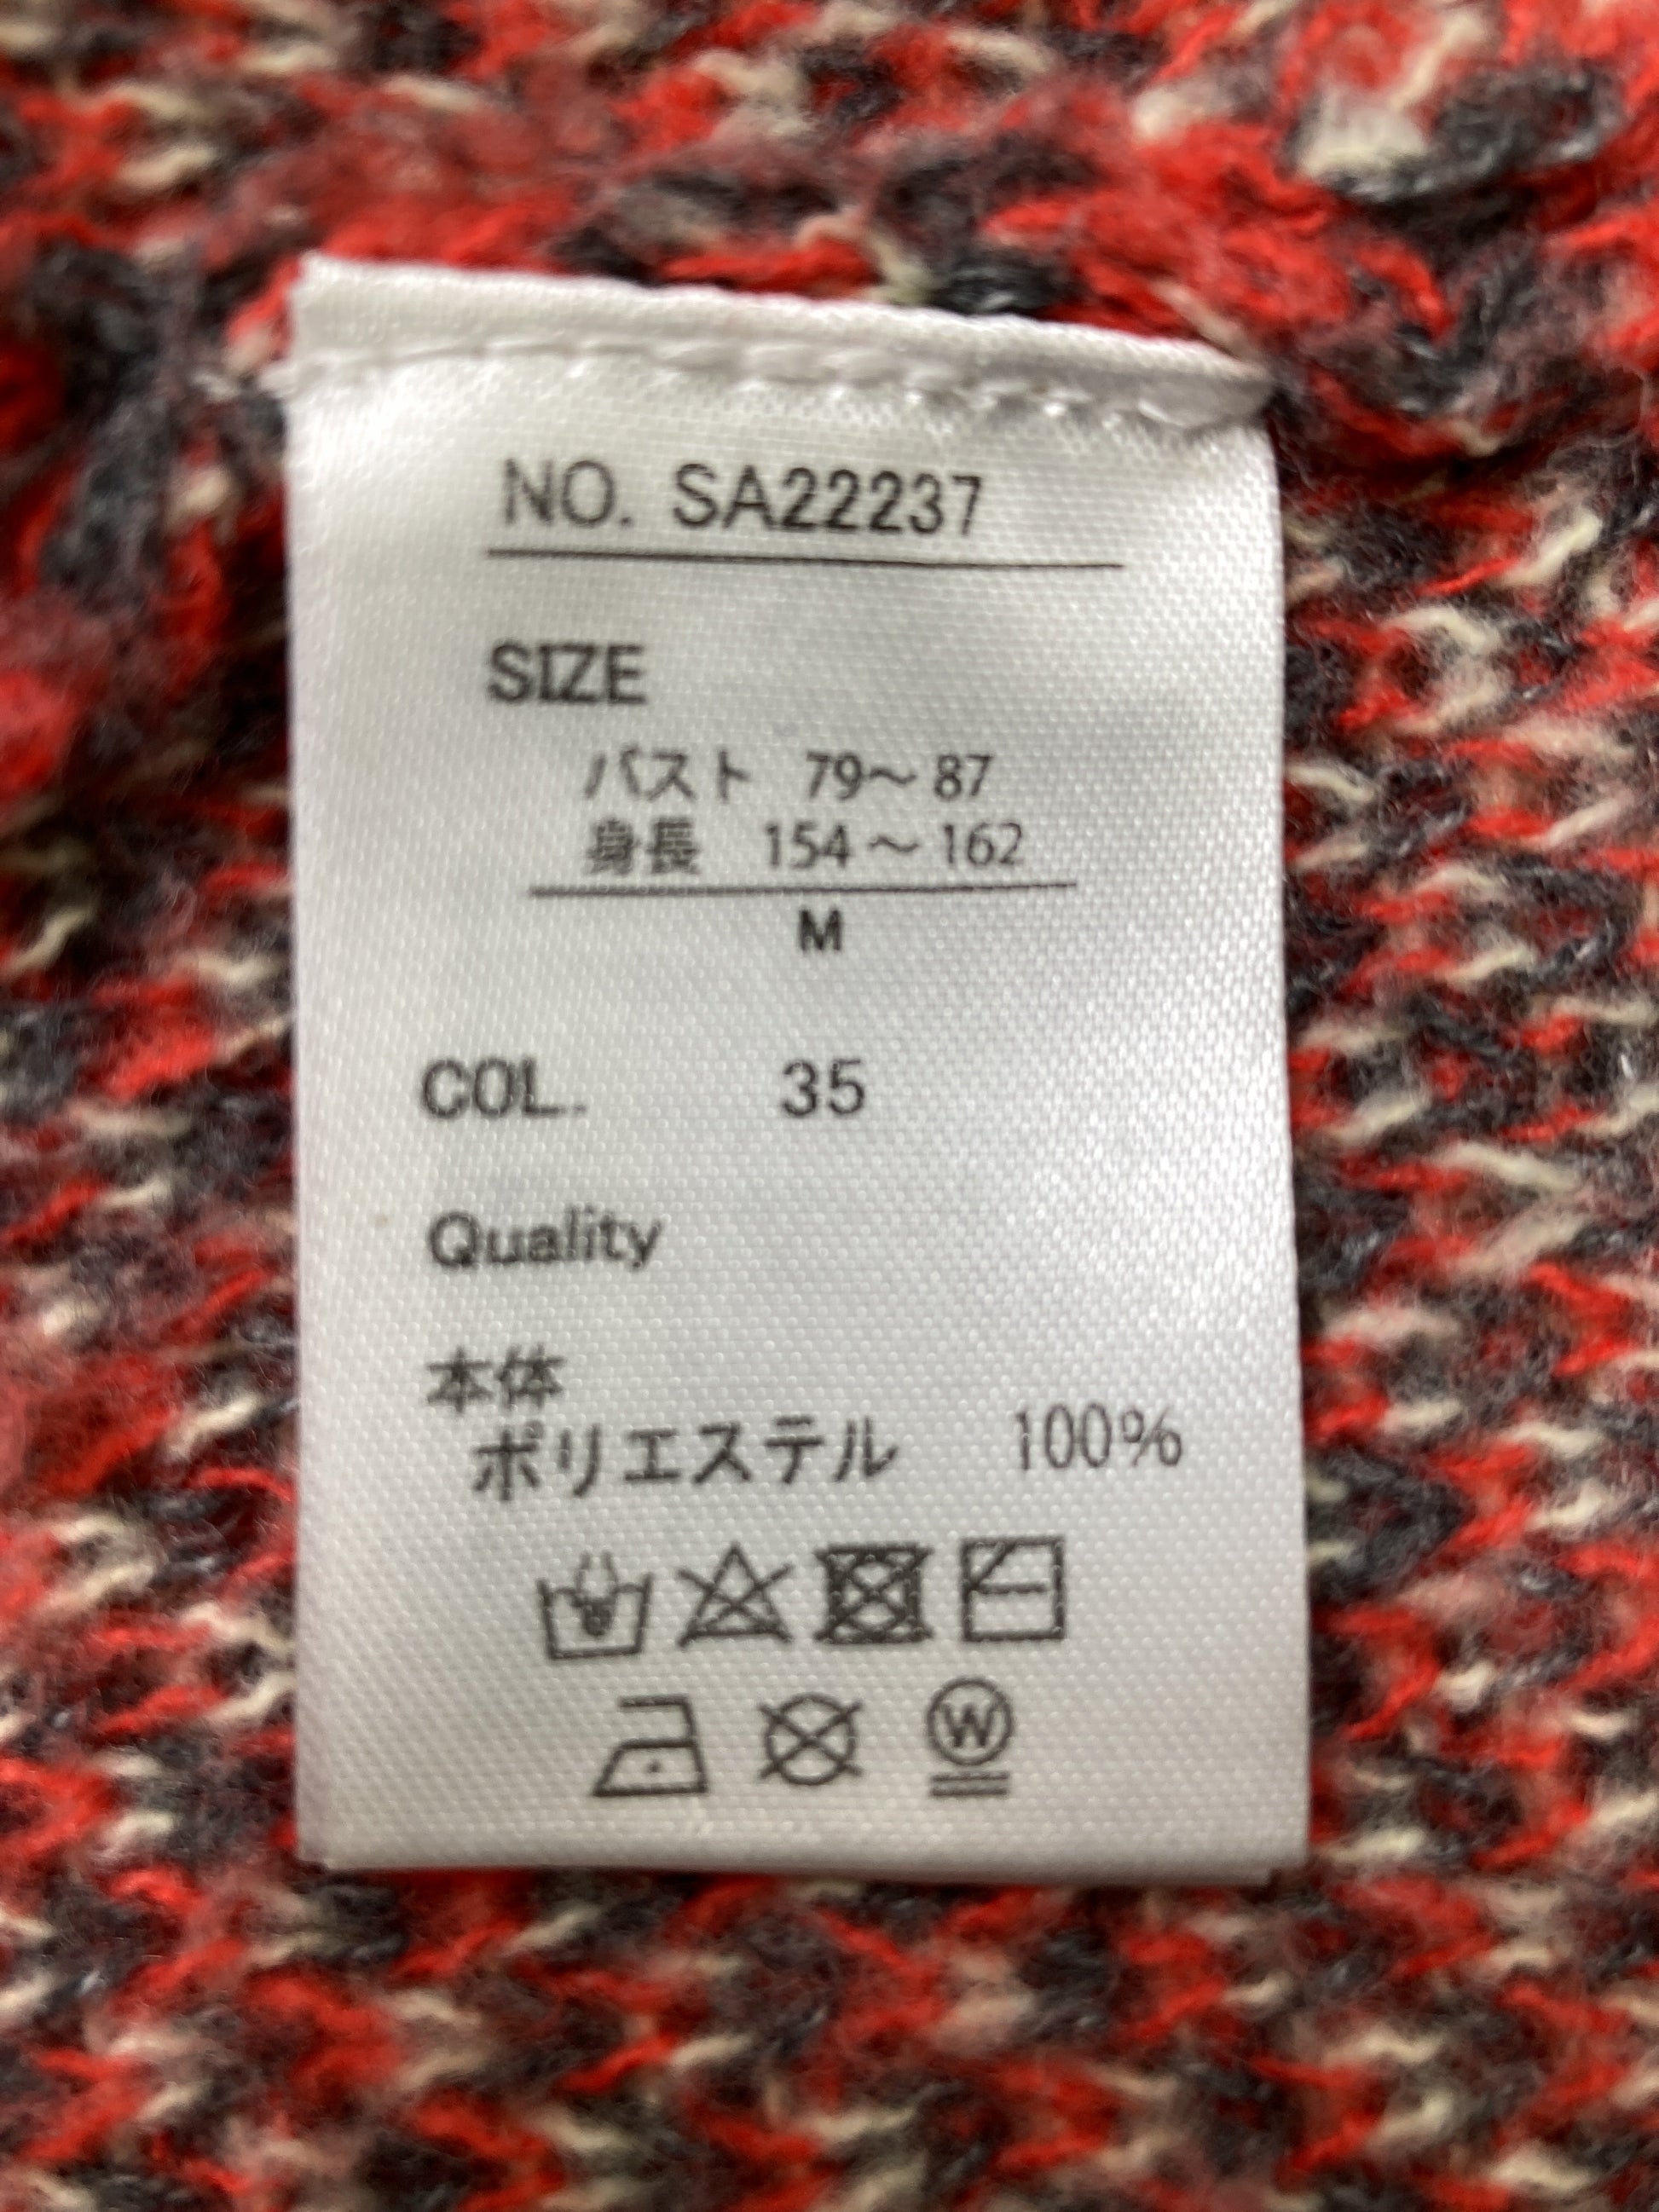 NO. SA22237
SIZE
バスト 79～87
身長 154～162
M
COL. 35
Quality
本体
ポリエステル 100%
W